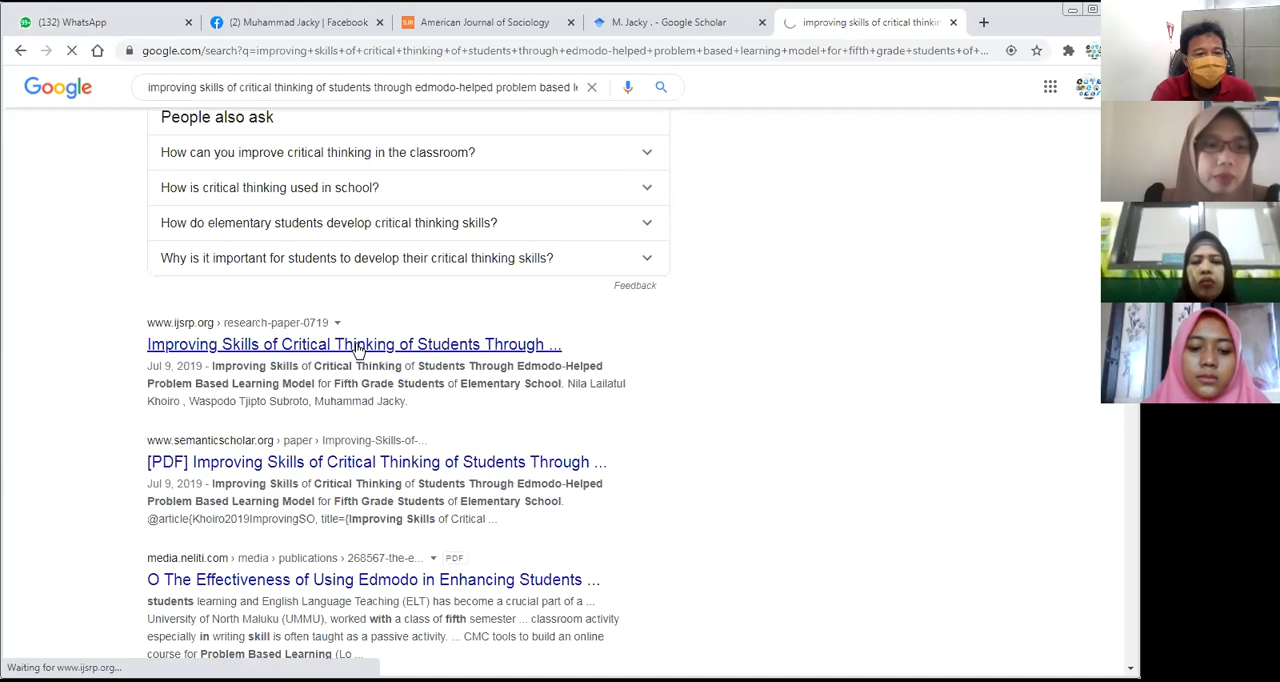 (132) WhatsApp
(2) Muhammad Jacky | Facebook
SJR
American Journal of Sociology
M. Jacky . - Google Scholar
improving skills of critical thinkin
google.com/search?q=improving+skills+of+critical+thinking+of+students+through+edmodo-helped+problem+based+learning+model+for+fifth+grade+students+of+...
Google
improving skills of critical thinking of students through edmodo-helped problem based l
People also ask
How can you improve critical thinking in the classroom?
How is critical thinking used in school?
How do elementary students develop critical thinking skills?
Why is it important for students to develop their critical thinking skills?
Feedback
www.ijsrp.org › research-paper-0719
Improving Skills of Critical Thinking of Students Through ...
Jul 9, 2019 - Improving Skills of Critical Thinking of Students Through Edmodo-Helped
Problem Based Learning Model for Fifth Grade Students of Elementary School. Nila Lailatul
Khoiro , Waspodo Tjipto Subroto, Muhammad Jacky.
www.semanticscholar.org › paper › Improving-Skills-of-...
[PDF] Improving Skills of Critical Thinking of Students Through ...
Jul 9, 2019 - Improving Skills of Critical Thinking of Students Through Edmodo-Helped
Problem Based Learning Model for Fifth Grade Students of Elementary School.
@article{Khoiro2019ImprovingSO, title={Improving Skills of Critical ...
media.neliti.com › media › publications › 268567-the-e... PDF
O The Effectiveness of Using Edmodo in Enhancing Students ...
students learning and English Language Teaching (ELT) has become a crucial part of a ...
University of North Maluku (UMMU), worked with a class of fifth semester ... classroom activity
especially in writing skill is often taught as a passive activity. ... CMC tools to build an online
course for Problem Based Learning (Lo ...
Waiting for www.ijsrp.org...